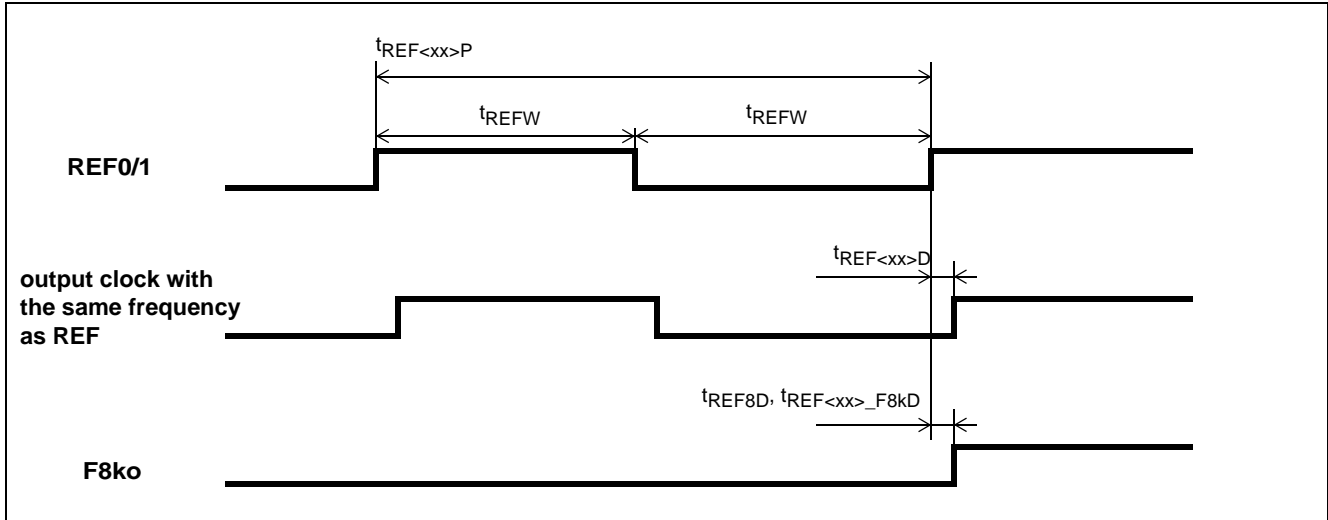 tREF<xx>P
tREFW tREFW
REF0/1
tREF<xx>D
output clock with
the same frequency
as REF
tREF8D, tREF<xx>_F8kD
F8ko